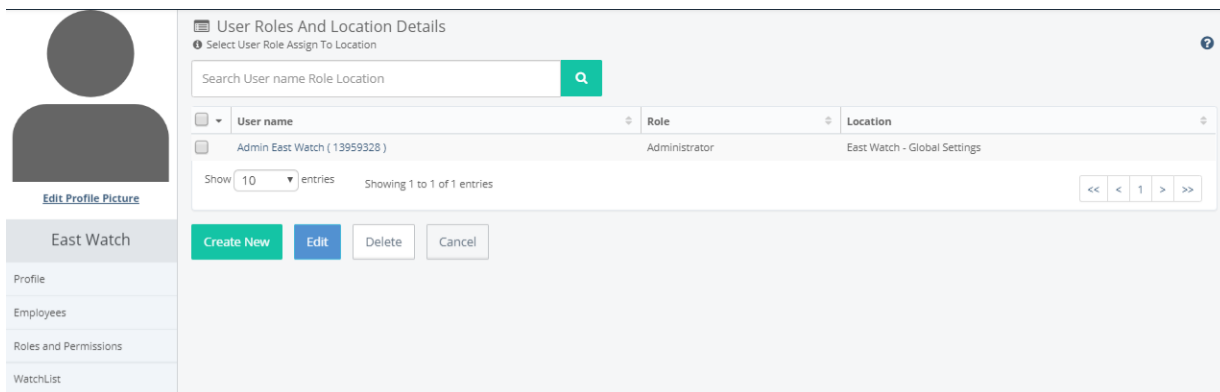 User Roles And Location Details
Select User Role Assign To Location
Search User name Role Location
User name Role Location
Admin East Watch ( 13959328 ) Administrator East Watch - Global Settings
Show 10 entries Showing 1 to 1 of 1 entries << < 1 > >>
Create New Edit Delete Cancel
Edit Profile Picture
East Watch
Profile
Employees
Roles and Permissions
WatchList